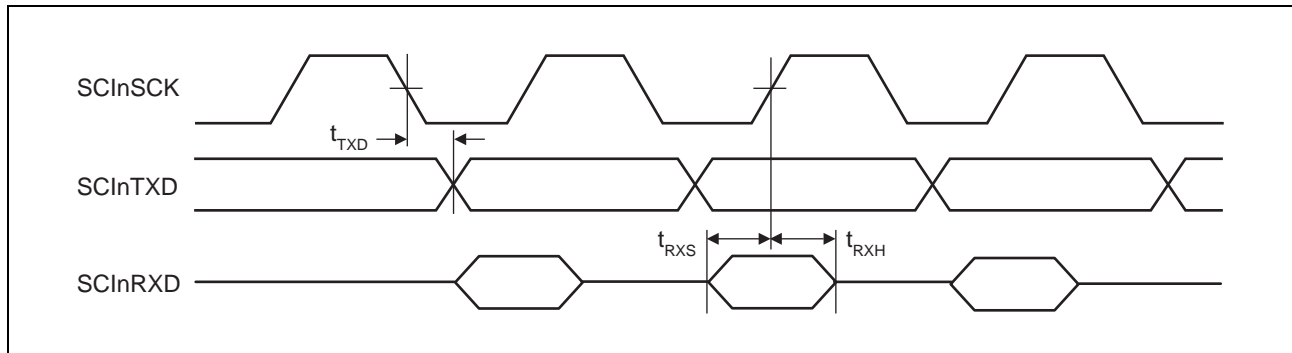 SCInSCK
tTXD
SCInTXD
tRXS
tRXH
SCInRXD